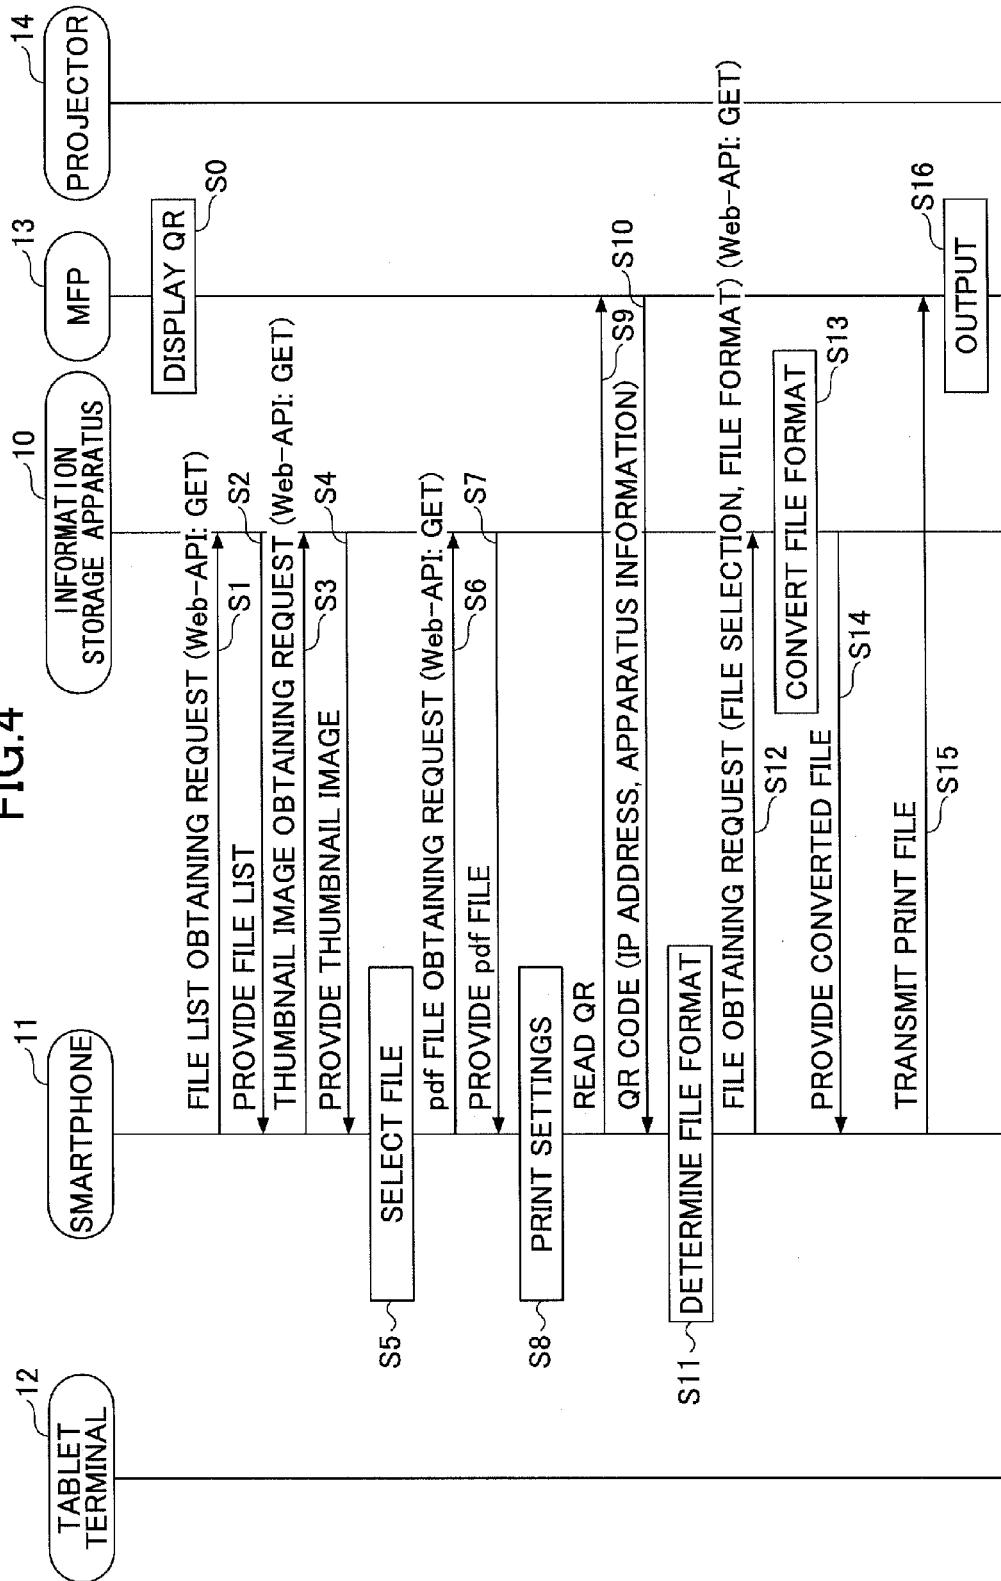 FIG.4
12
TABLET
TERMINAL
11
SMARTPHONE
10
INFORMATION
STORAGE APPARATUS
13
MFP
14
PROJECTOR
DISPLAY QR
S0
FILE LIST OBTAINING REQUEST (Web-API: GET)
S1
PROVIDE FILE LIST
S2
THUMBNAIL IMAGE OBTAINING REQUEST (Web-API: GET)
S3
PROVIDE THUMBNAIL IMAGE
S4
S5
SELECT FILE
pdf FILE OBTAINING REQUEST (Web-API: GET)
S6
PROVIDE pdf FILE
S7
S8
PRINT SETTINGS
READ QR
S9
QR CODE (IP ADDRESS, APPARATUS INFORMATION)
S10
S11
DETERMINE FILE FORMAT
FILE OBTAINING REQUEST (FILE SELECTION, FILE FORMAT) (Web-API: GET)
S12
CONVERT FILE FORMAT
S13
PROVIDE CONVERTED FILE
S14
TRANSMIT PRINT FILE
S15
OUTPUT
S16